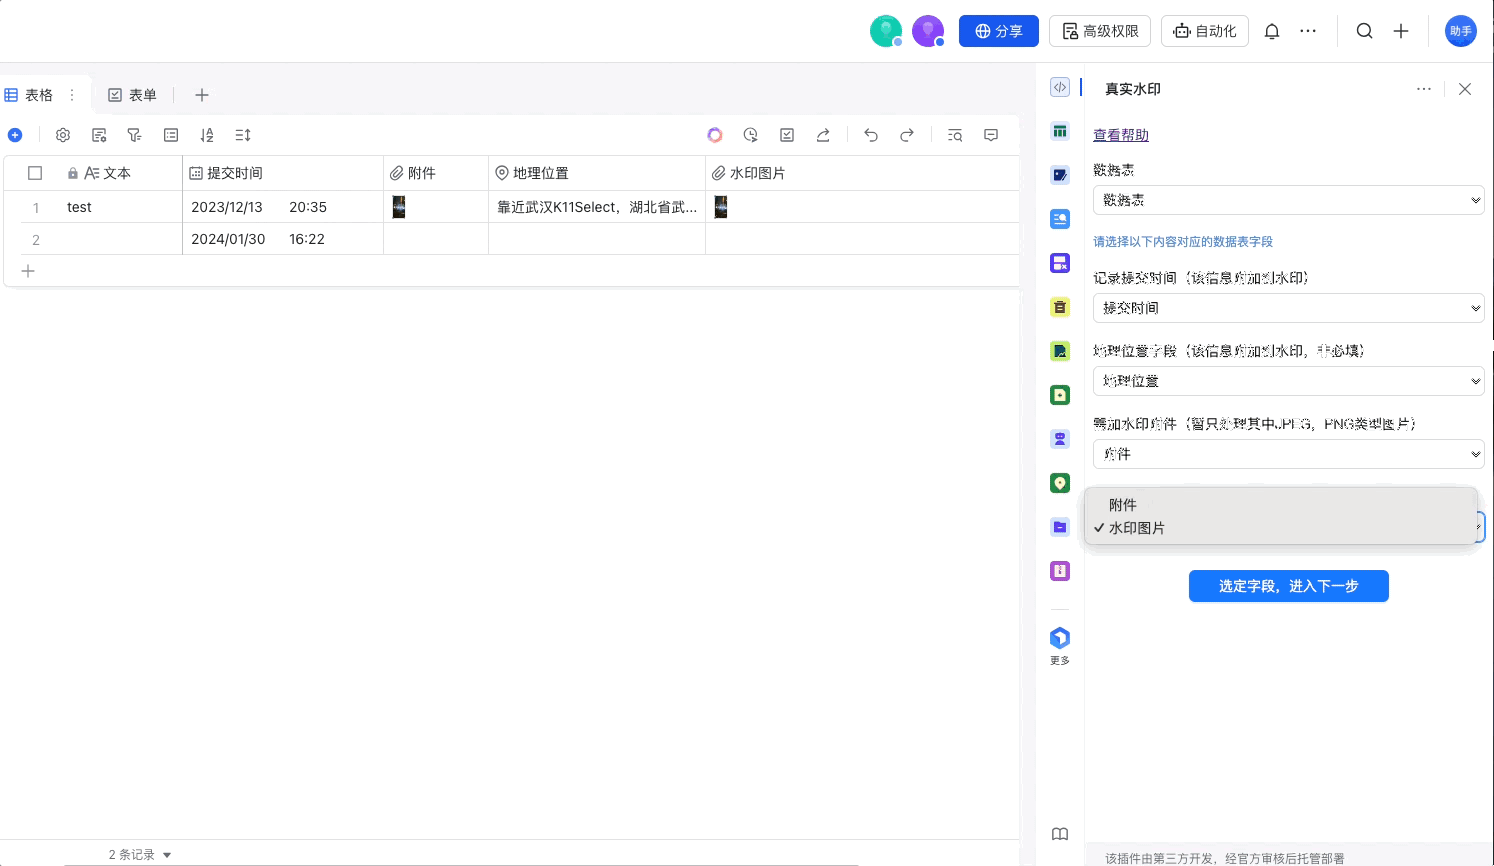 分享
高级权限
自动化
助手
表格
表单
文本
提交时间
附件
地理位置
水印图片
1
test
2023/12/13 20:35
靠近武汉K11Select，湖北省武...
2
2024/01/30 16:22
2 条记录
更多
真实水印
查看帮助
数据表
数据表
请选择以下内容对应的数据表字段
记录提交时间（该信息附加到水印）
提交时间
地理位置字段（该信息附加到水印，非必填）
地理位置
需加水印附件（暂只处理其中JPEG，PNG类型图片）
附件
附件
水印图片
选定字段，进入下一步
该插件由第三方开发，经官方审核后托管部署